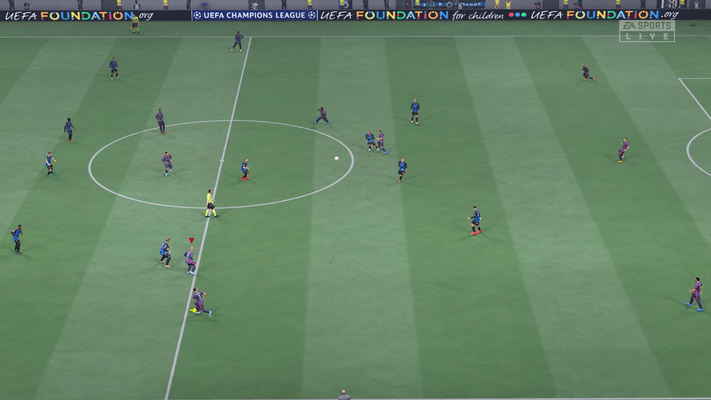 UEFA FOUNDATION.org UEFA CHAMPIONS LEAGUE UEFA FOUNDATION for children UEFA FOUNDATION.org
EA SPORTS
LIVE